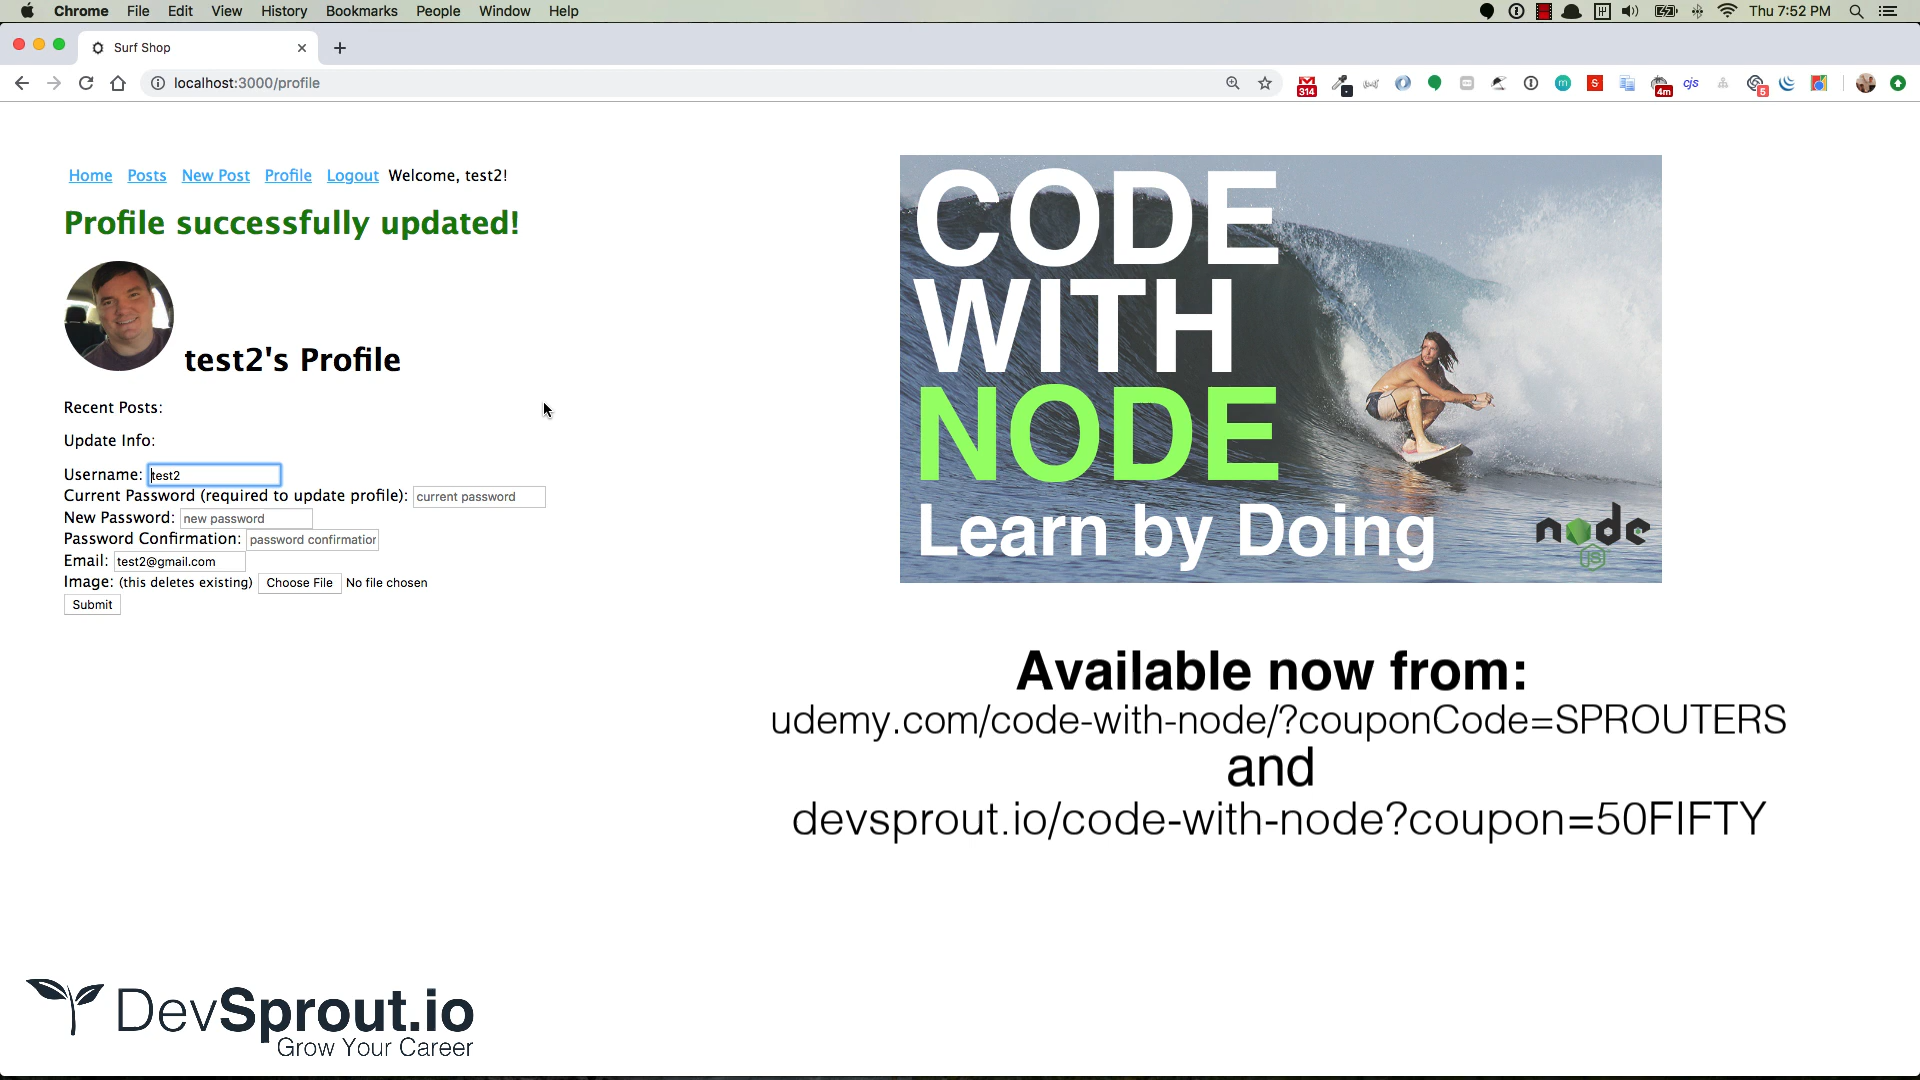 Chrome File Edit View History Bookmarks People Window Help
Thu 7:52 PM
Surf Shop
localhost:3000/profile
314
cjs
4m
5
Home Posts New Post Profile Logout Welcome, test2!
Profile successfully updated!
test2's Profile
Recent Posts:
Update Info:
Username: test2
Current Password (required to update profile): current password
New Password: new password
Password Confirmation: password confirmation
Email: test2@gmail.com
Image: (this deletes existing) Choose File No file chosen
Submit
CODE
WITH
NODE
Learn by Doing
node
JS
Available now from:
udemy.com/code-with-node/?couponCode=SPROUTERS
and
devsprout.io/code-with-node?coupon=50FIFTY
DevSprout.io
Grow Your Career